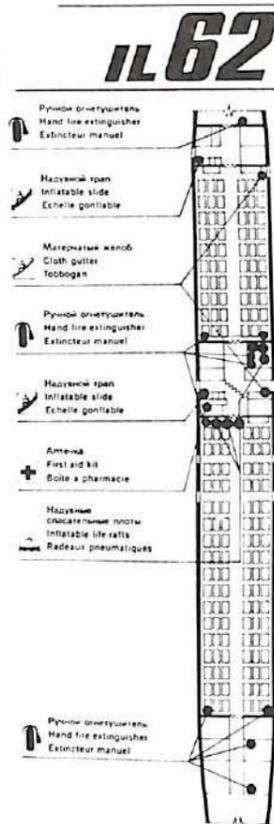 IL62
Ручной огнетушитель
Hand fire extinguisher
Extincteur manuel
Надувной трап
Inflatable slide
Echelle gonflable
Матерчатый желоб
Cloth gutter
Tobbogan
Ручной огнетушитель
Hand fire extinguisher
Extincteur manuel
Надувной трап
Inflatable slide
Echelle gonflable
Аптечка
First aid kit
Boite a pharmacie
Надувные
спасательные плоты
Inflatable life rafts
Radeaux pneumatiques
Ручной огнетушитель
Hand fire extinguisher
Extincteur manuel